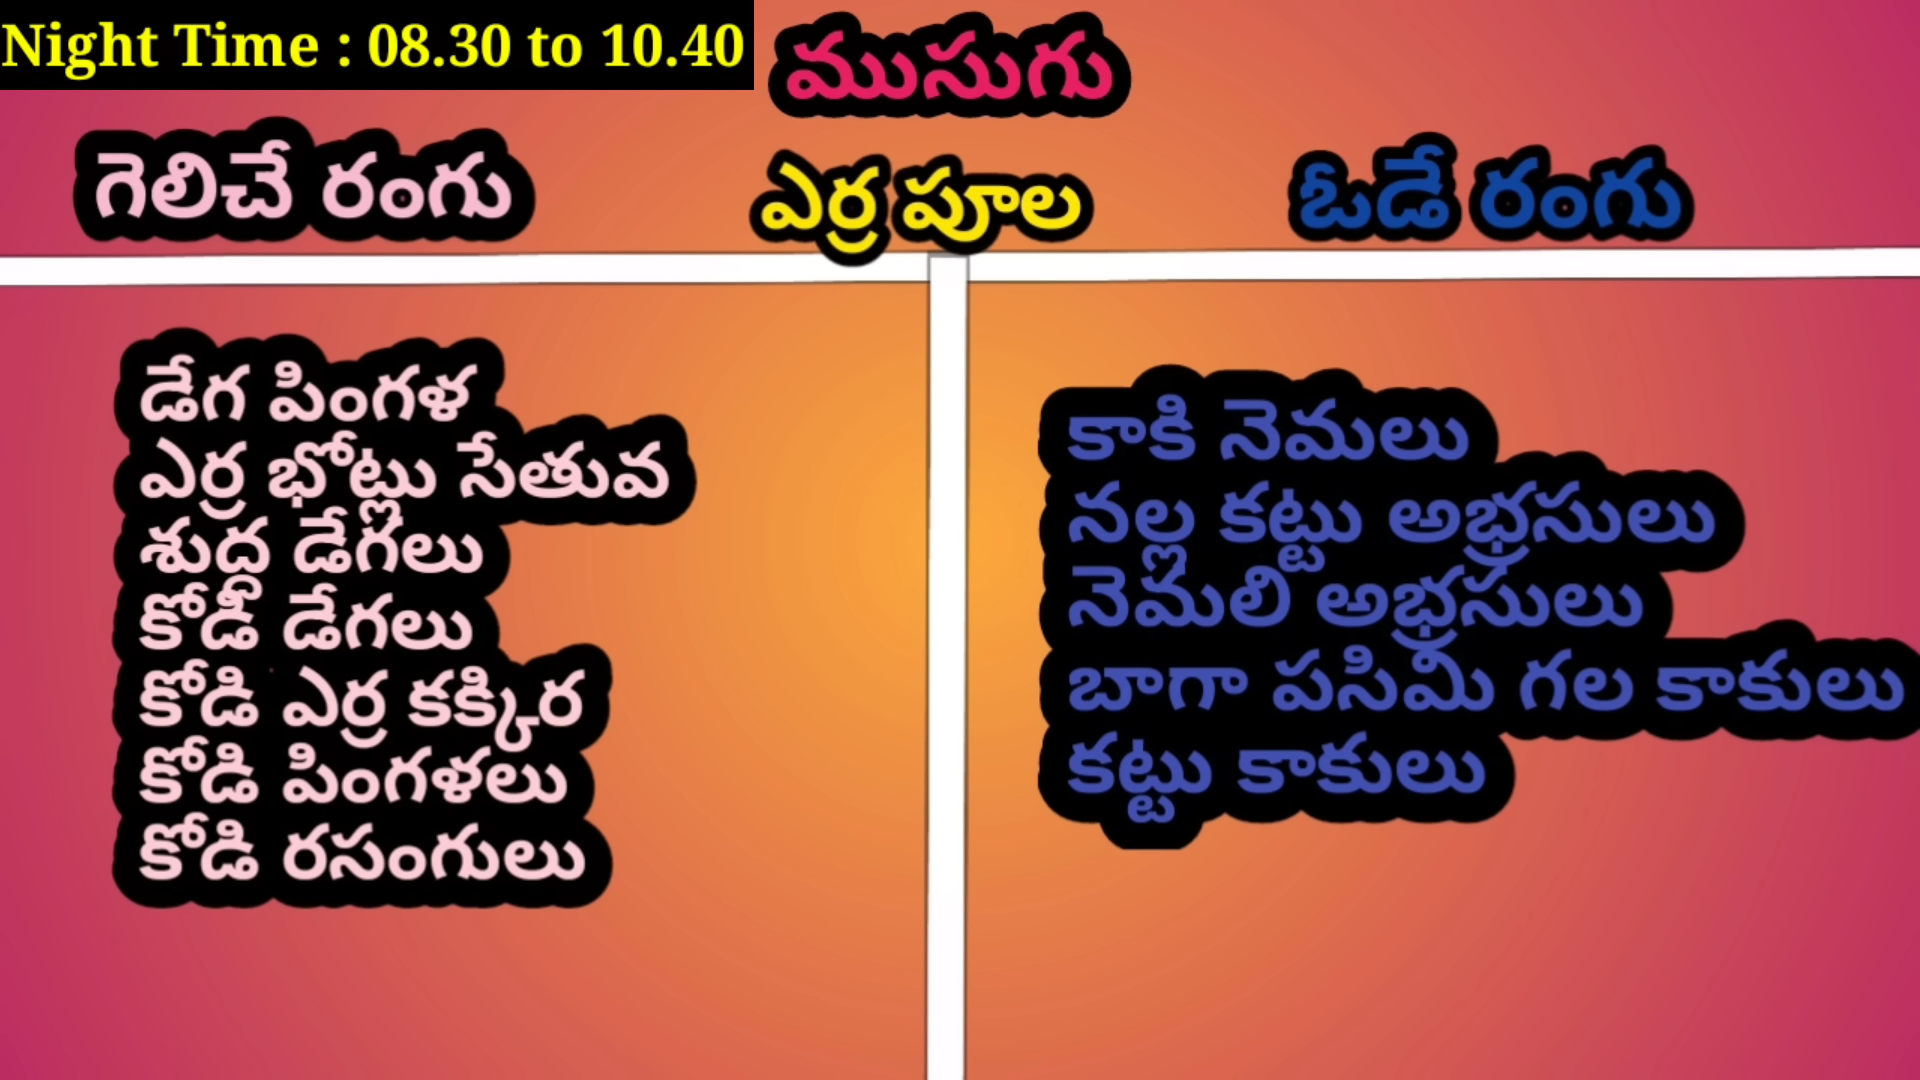 Night Time : 08.30 to 10.40
ముసుగు
గెలిచే రంగు
ఎర్ర పూల
ఓడే రంగు
డేగ పింగళ
ఎర్ర భోట్లు సేతువ
శుద్ధ డేగలు
కోడి డేగలు
కోడి ఎర్ర కక్కిర
కోడి పింగళలు
కోడి రసంగులు
కాకి నెమలు
నల్ల కట్టు అభ్రసులు
నెమలి అభ్రసులు
బాగా పసిమి గల కాకులు
కట్టు కాకులు